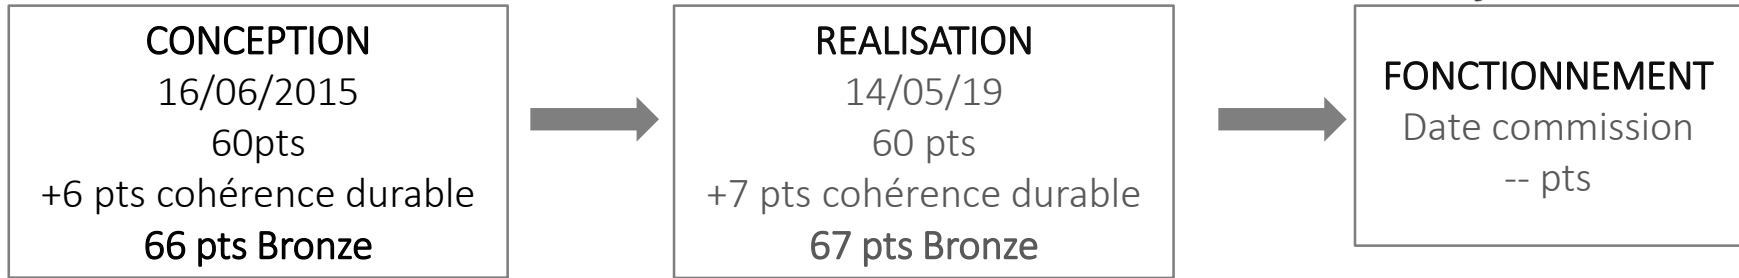 CONCEPTION
16/06/2015
60pts
+6 pts cohérence durable
66 pts Bronze
REALISATION
14/05/19
60 pts
+7 pts cohérence durable
67 pts Bronze
FONCTIONNEMENT
Date commission
-- pts